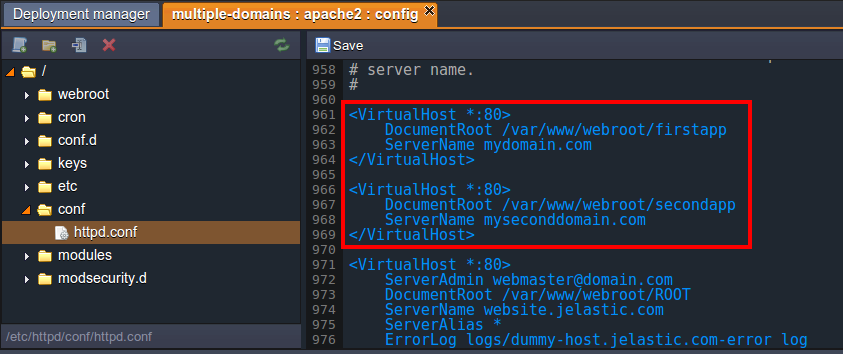 Deployment manager
multiple-domains : apache2 : config
Save
/
webroot
cron
conf.d
keys
etc
conf
httpd.conf
modules
modsecurity.d
/etc/httpd/conf/httpd.conf
958 # server name.
959 #
960
961 <VirtualHost *:80>
962 DocumentRoot /var/www/webroot/firstapp
963 ServerName mydomain.com
964 </VirtualHost>
965
966 <VirtualHost *:80>
967 DocumentRoot /var/www/webroot/secondapp
968 ServerName myseconddomain.com
969 </VirtualHost>
970
971 <VirtualHost *:80>
972 ServerAdmin webmaster@domain.com
973 DocumentRoot /var/www/webroot/ROOT
974 ServerName website.jelastic.com
975 ServerAlias *
976 ErrorLog logs/dummy-host.jelastic.com-error_log